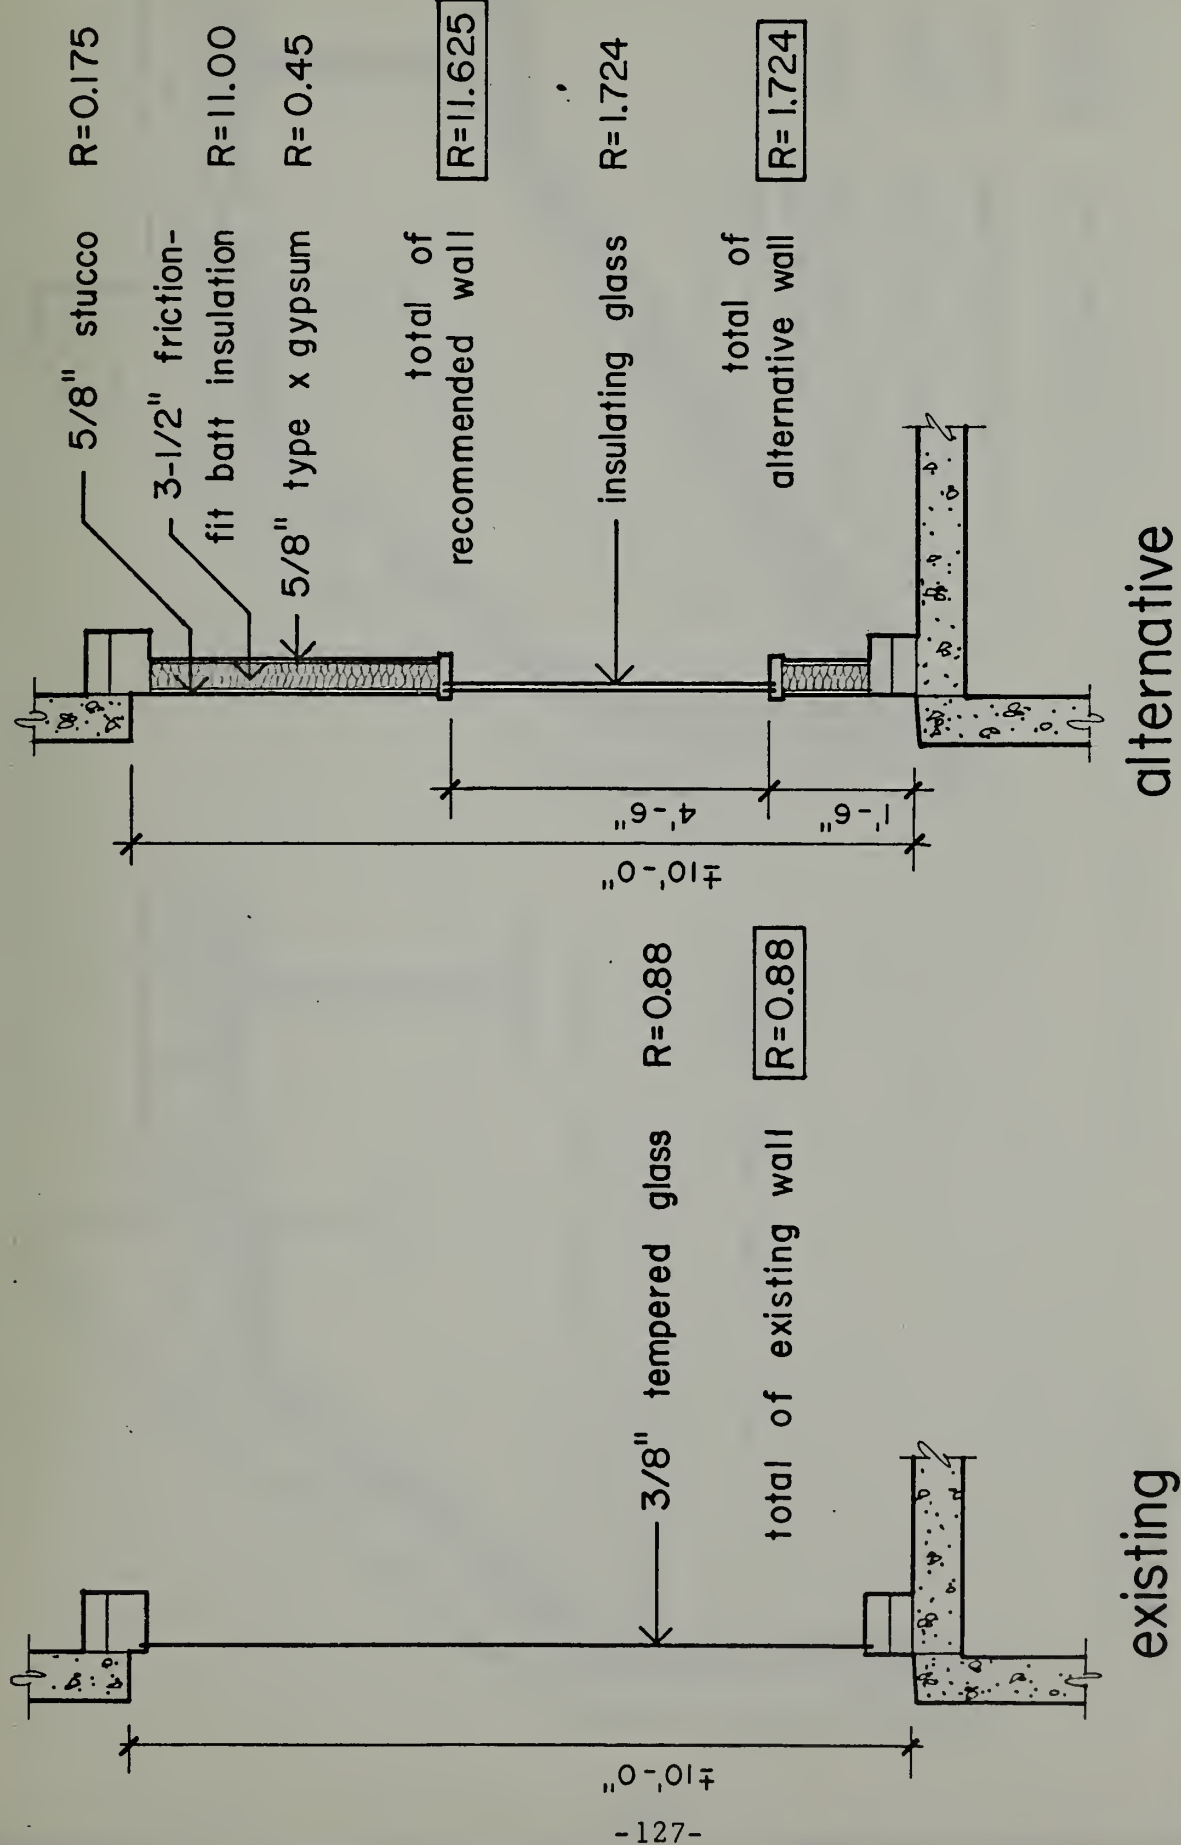 ±10'-0"
3/8" tempered glass R=0.88
total of existing wall R=0.88
existing
±10'-0"
4'-6"
1'-6"
5/8" stucco R=0.175
3-1/2" friction-
fit batt insulation R=11.00
5/8" type x gypsum R=0.45
total of
recommended wall R=11.625
insulating glass R=1.724
total of
alternative wall R=1.724
alternative
-127-